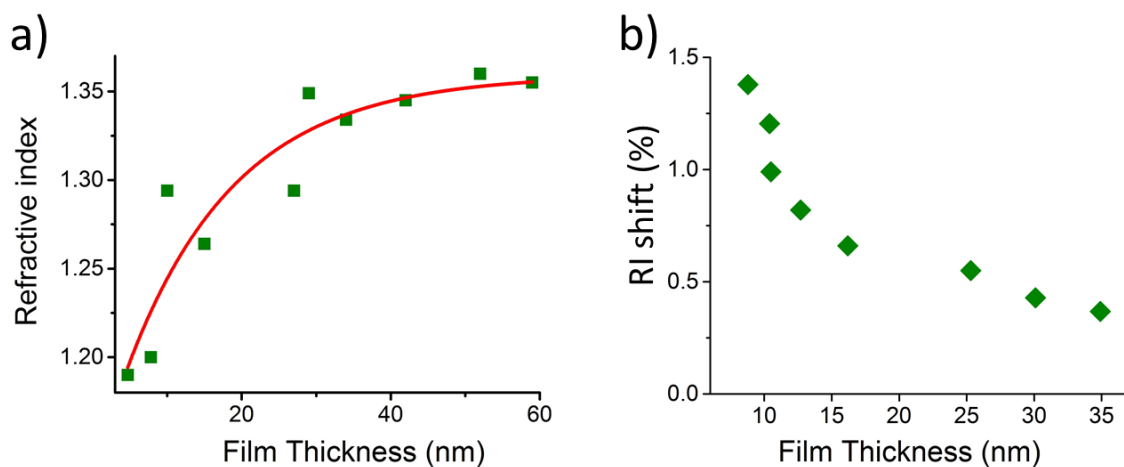 a)
Refractive index
1.35
1.30
1.25
1.20
20
40
60
Film Thickness (nm)
b)
RI shift (%)
1.5
1.0
0.5
0.0
10
15
20
25
30
35
Film Thickness (nm)